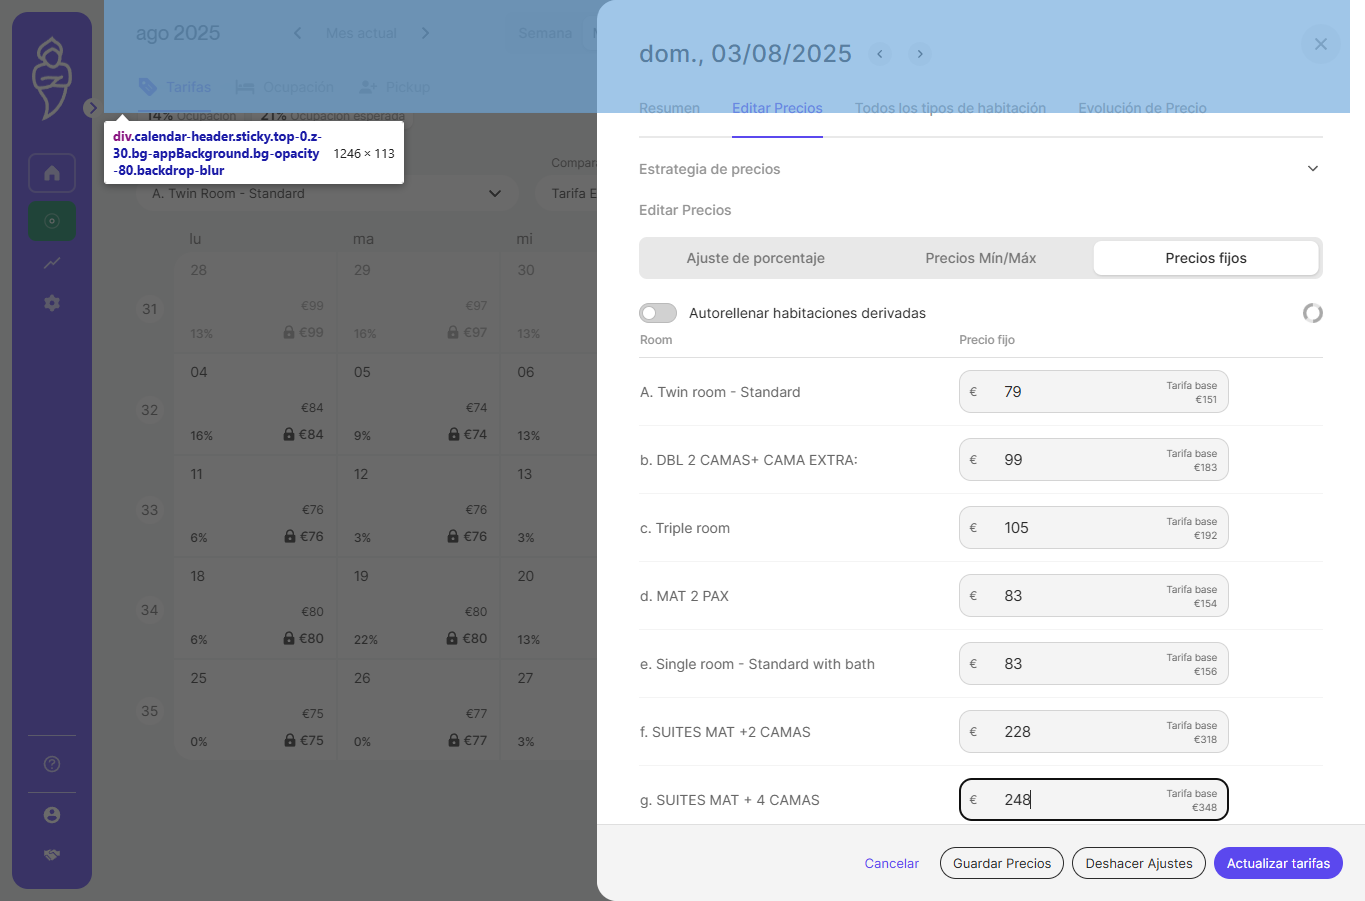 ago 2025
Mes actual
Semana
Tarifas
Ocupación
Pickup
14% Ocupación
21% Ocupación esperada
div.calendar-header.sticky.top-0.z-
30.bg-appBackground.bg-opacity
-80.backdrop-blur
1246 × 113
A. Twin Room - Standard
Tarifa E
lu
ma
mi
31
28
29
30
€99
€97
13%
€99
16%
€97
13%
32
04
05
06
€84
€74
16%
€84
9%
€74
13%
33
11
12
13
€76
€76
6%
€76
3%
€76
3%
34
18
19
20
€80
€80
6%
€80
22%
€80
13%
35
25
26
27
€75
€77
0%
€75
0%
€77
3%
dom., 03/08/2025
Resumen
Editar Precios
Todos los tipos de habitación
Evolución de Precio
Estrategia de precios
Editar Precios
Ajuste de porcentaje
Precios Mín/Máx
Precios fijos
Autorellenar habitaciones derivadas
Room
Precio fijo
A. Twin room - Standard
€ 79
Tarifa base
€151
b. DBL 2 CAMAS+ CAMA EXTRA:
€ 99
Tarifa base
€183
c. Triple room
€ 105
Tarifa base
€192
d. MAT 2 PAX
€ 83
Tarifa base
€154
e. Single room - Standard with bath
€ 83
Tarifa base
€156
f. SUITES MAT +2 CAMAS
€ 228
Tarifa base
€318
g. SUITES MAT + 4 CAMAS
€ 248
Tarifa base
€348
Cancelar
Guardar Precios
Deshacer Ajustes
Actualizar tarifas